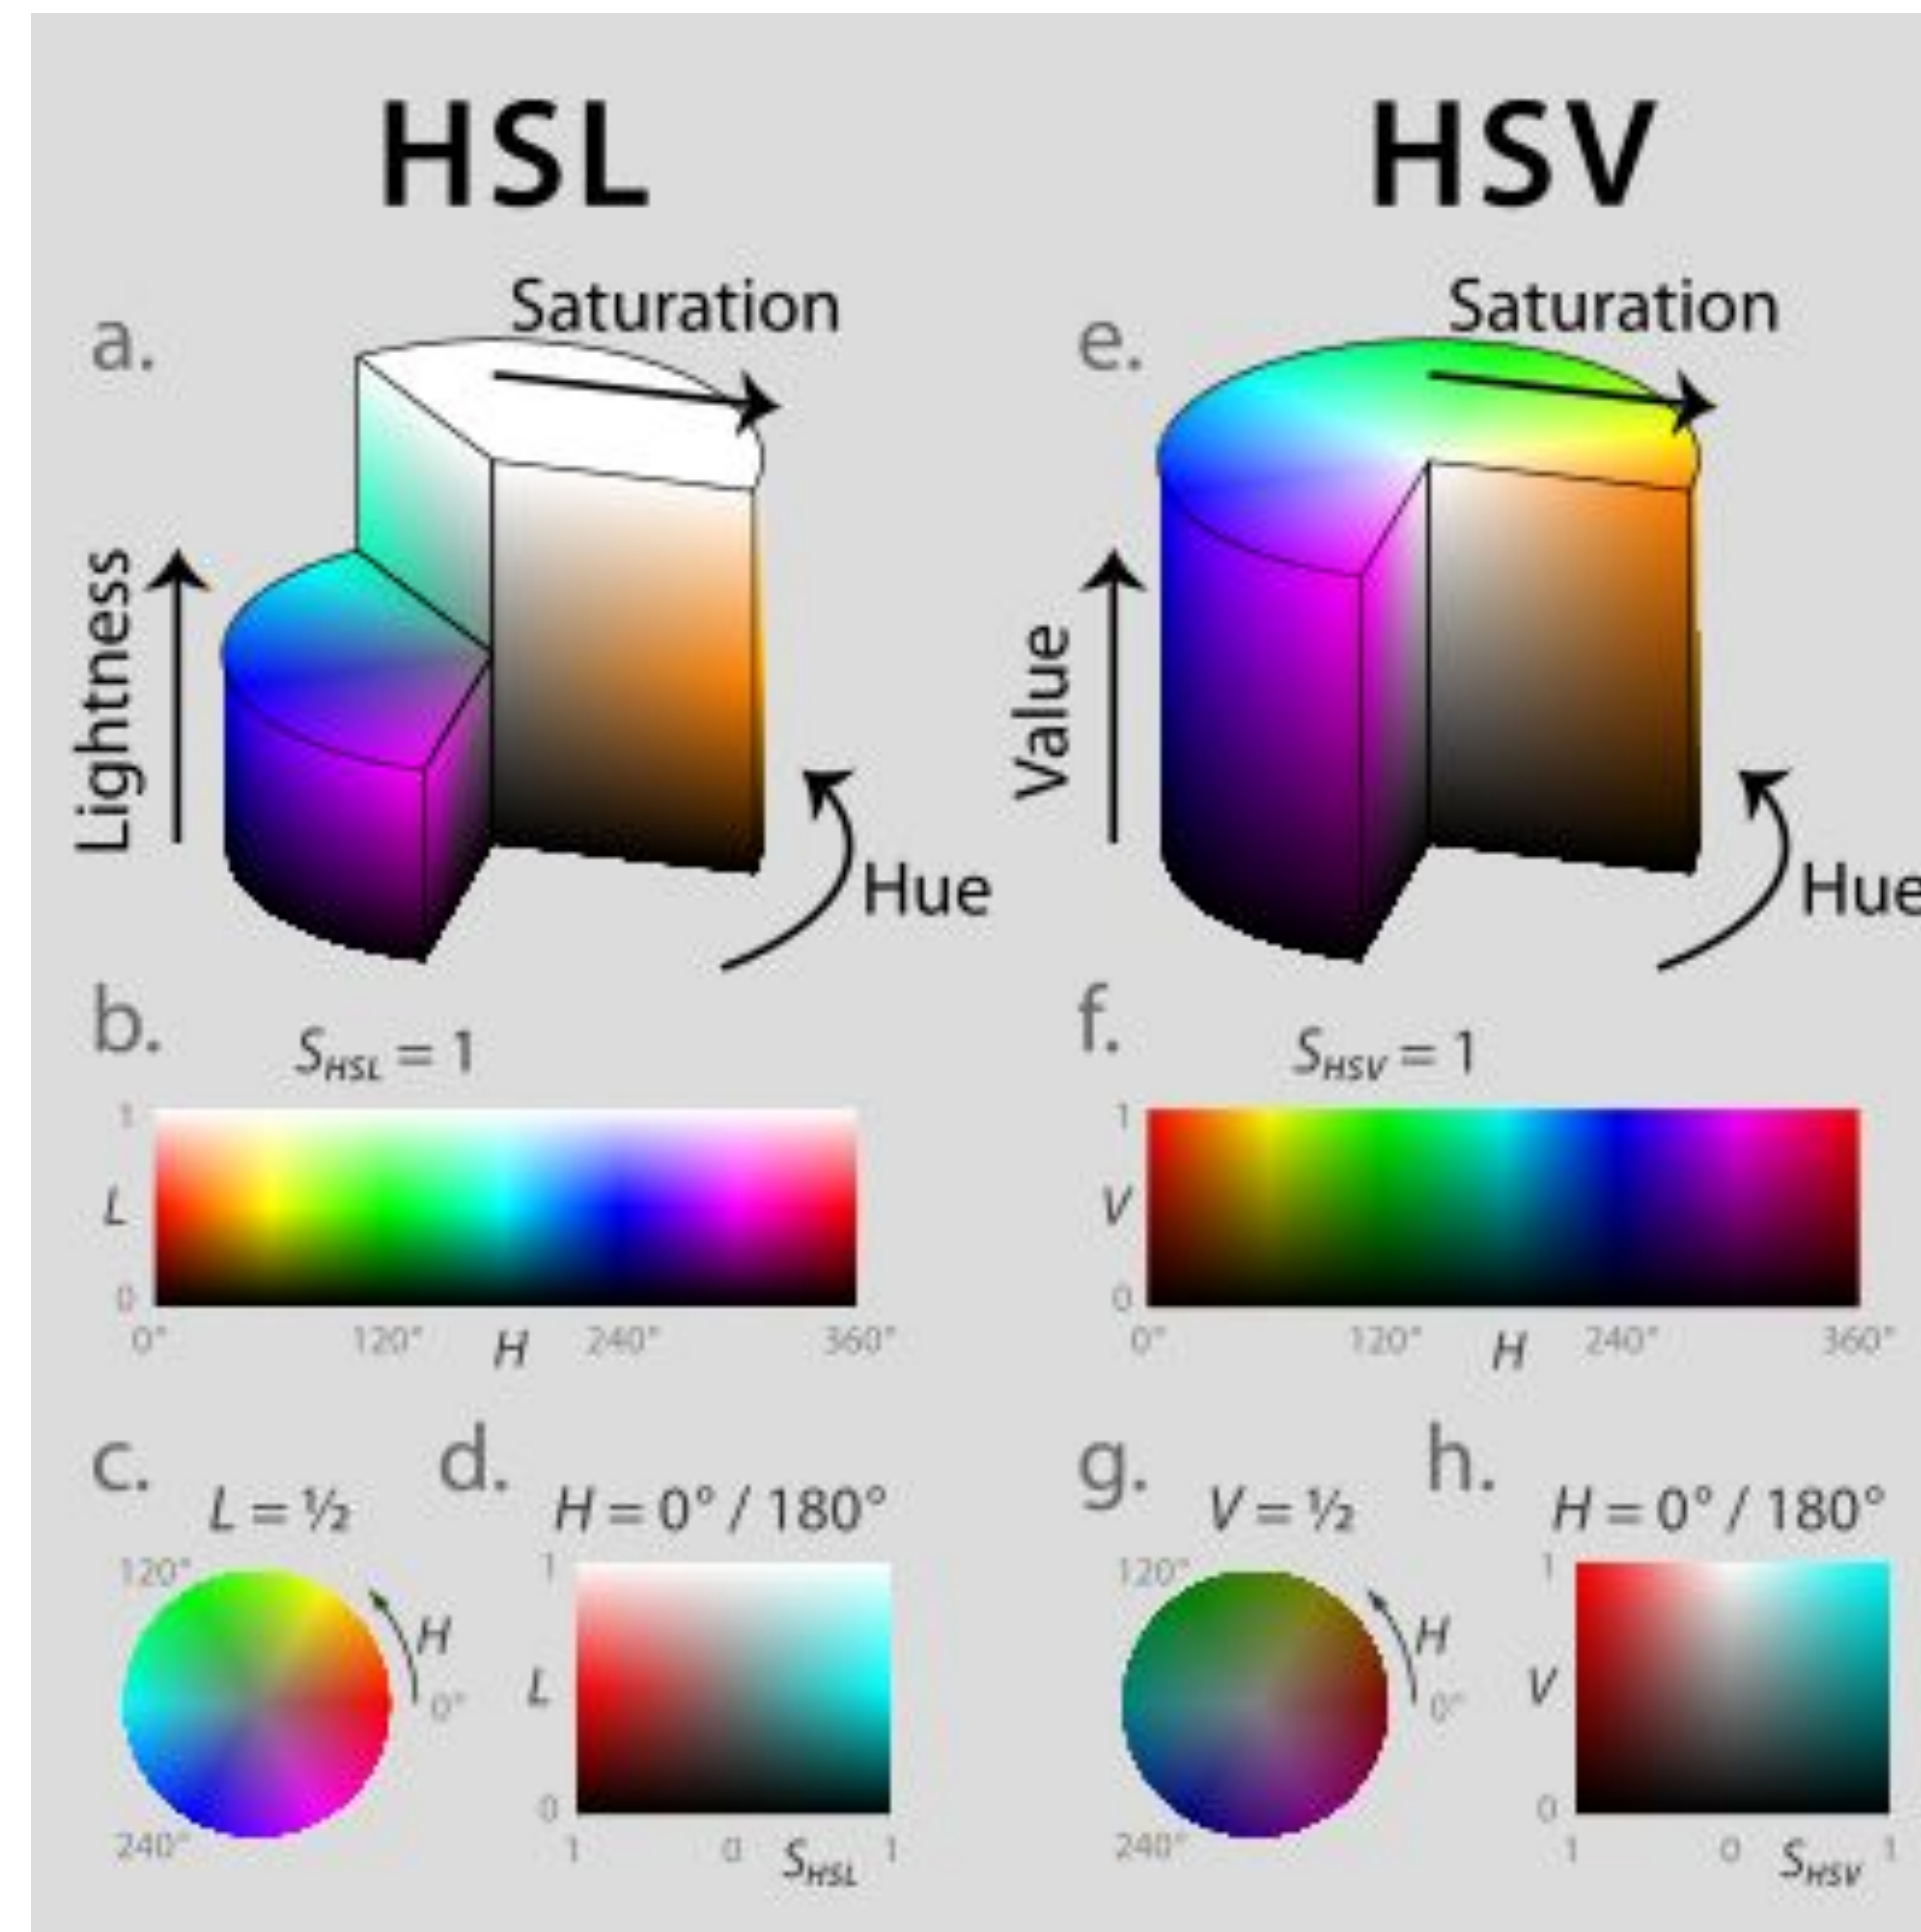 HSL
HSV
a.
Saturation
Lightness
Hue
e.
Saturation
Value
Hue
b.
S_HSL = 1
1
L
0
0° 120° H 240° 360°
f.
S_HSV = 1
1
V
0
0° 120° H 240° 360°
c.
L = ½
120°
H
0°
240°
d.
H = 0° / 180°
1
L
0
1 0 S_HSL 1
g.
V = ½
120°
H
0°
240°
h.
H = 0° / 180°
1
V
0
1 0 S_HSV 1